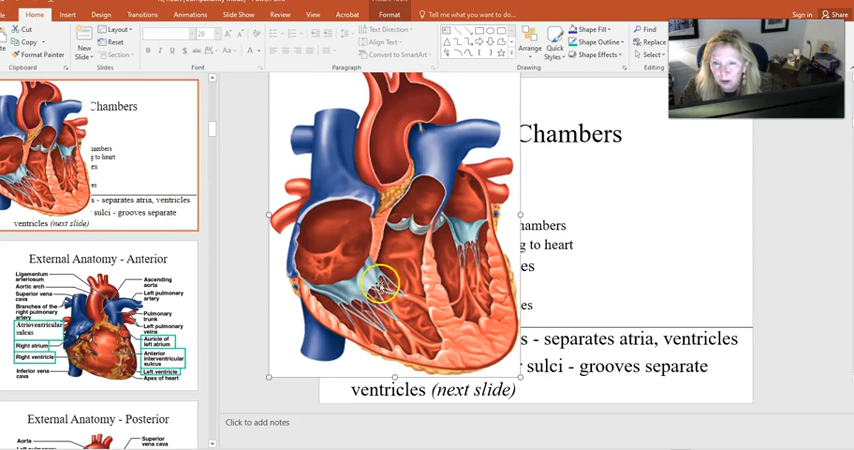 Home Insert Design Transitions Animations Slide Show Review View Acrobat Format Tell me what you want to do... Sign in Share
Cut
Copy
Format Painter
Clipboard
New
Slide
Layout
Reset
Section
Slides
28
B I U S
Font
Text Direction
Align Text
Convert to SmartArt
Paragraph
Arrange
Quick
Styles
Shape Fill
Shape Outline
Shape Effects
Drawing
Find
Replace
Select
Editing
Chambers
g to heart
s - separates atria, ventricles
sulci - grooves separate
ventricles (next slide)
External Anatomy - Anterior
Ligamentum
arteriosum
Aortic arch
Superior vena
cava
Branches of the
right pulmonary
artery
Atrioventricular
sulcus
Right atrium
Right ventricle
Inferior vena
cava
Ascending
aorta
Left pulmonary
artery
Pulmonary
trunk
Left pulmonary
veins
Auricle of
left atrium
Anterior
interventricular
sulcus
Left ventricle
Apex of heart
External Anatomy - Posterior
Aorta
Superior
vena cava
Chambers
hambers
g to heart
es
es
s - separates atria, ventricles
sulci - grooves separate
ventricles (next slide)
Click to add notes